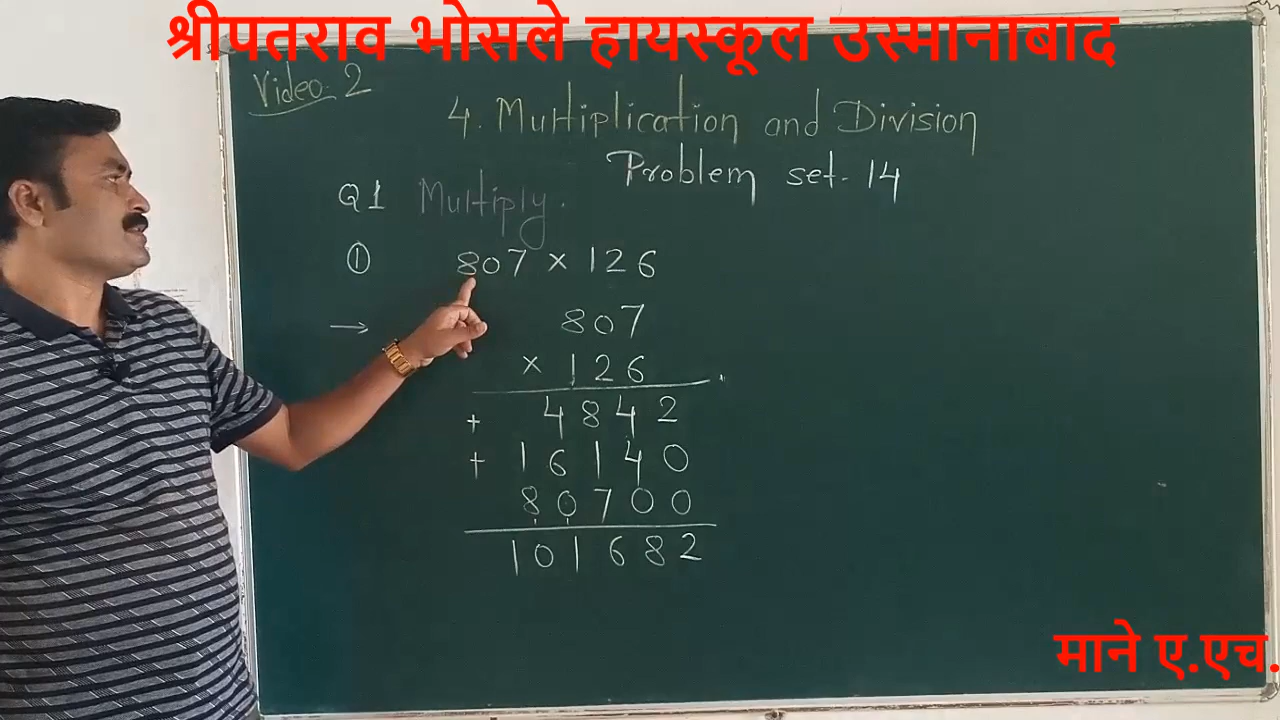 श्रीपतराव भोसले हायस्कूल उस्मानाबाद
Video. 2
4. Multiplication and Division
Problem set- 14
Q1 Multiply.
① 807 × 126
→ 807
× 126
+ 4842
+ 16140
80700
101682
माने ए.एच.